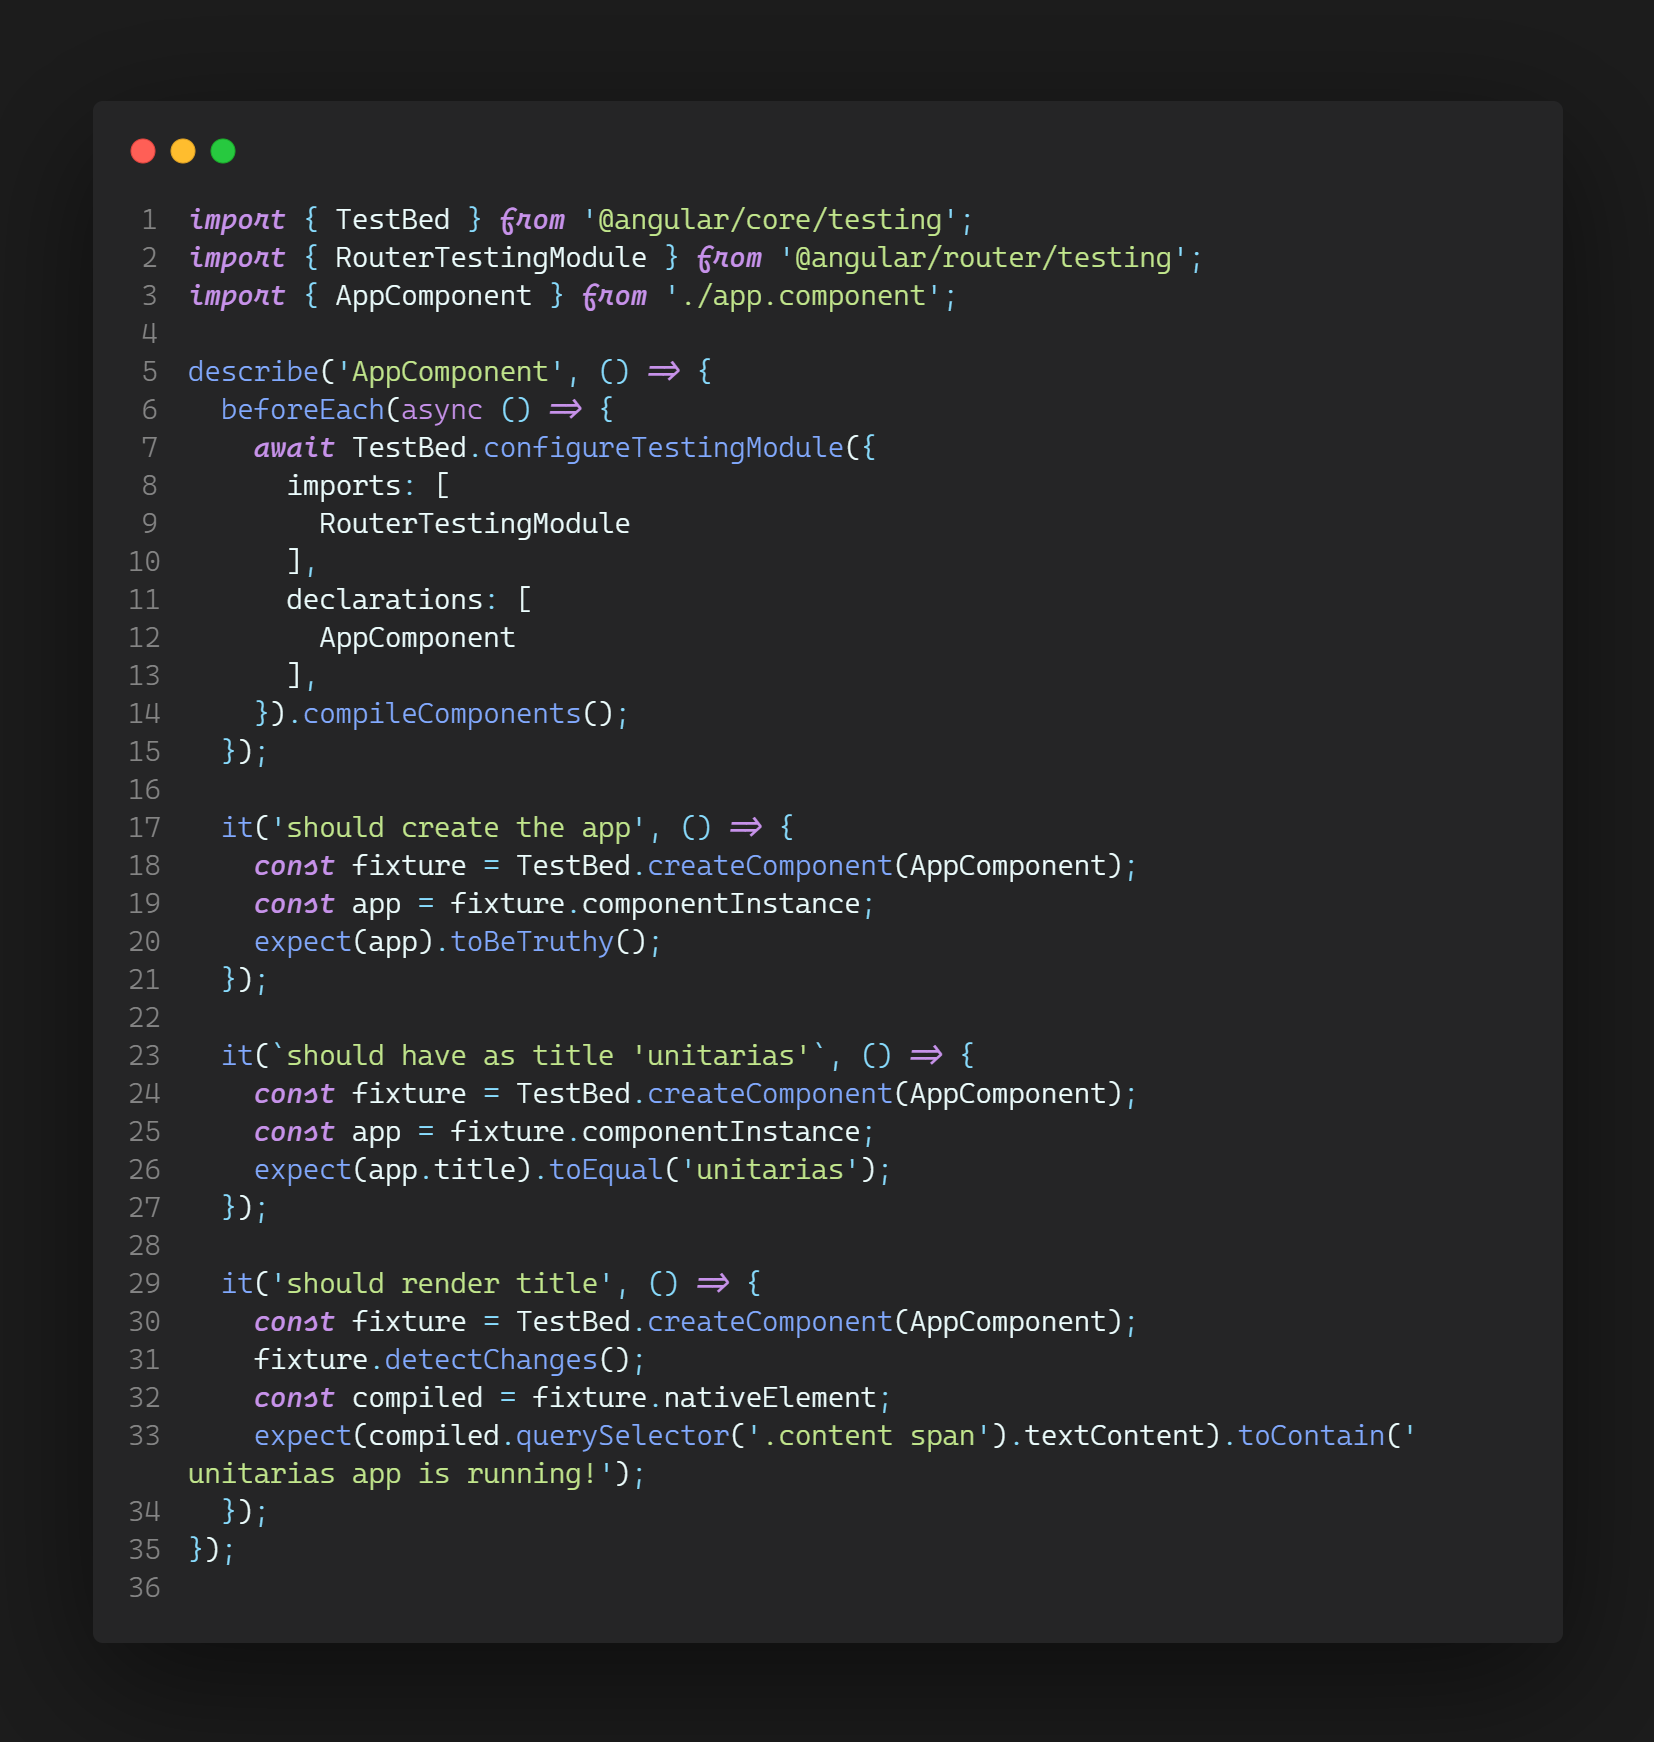 1 import { TestBed } from '@angular/core/testing';
2 import { RouterTestingModule } from '@angular/router/testing';
3 import { AppComponent } from './app.component';
4
5 describe('AppComponent', () => {
6   beforeEach(async () => {
7     await TestBed.configureTestingModule({
8       imports: [
9         RouterTestingModule
10       ],
11       declarations: [
12         AppComponent
13       ],
14     }).compileComponents();
15   });
16
17   it('should create the app', () => {
18     const fixture = TestBed.createComponent(AppComponent);
19     const app = fixture.componentInstance;
20     expect(app).toBeTruthy();
21   });
22
23   it(`should have as title 'unitarias'`, () => {
24     const fixture = TestBed.createComponent(AppComponent);
25     const app = fixture.componentInstance;
26     expect(app.title).toEqual('unitarias');
27   });
28
29   it('should render title', () => {
30     const fixture = TestBed.createComponent(AppComponent);
31     fixture.detectChanges();
32     const compiled = fixture.nativeElement;
33     expect(compiled.querySelector('.content span').textContent).toContain('
unitarias app is running!');
34   });
35 });
36